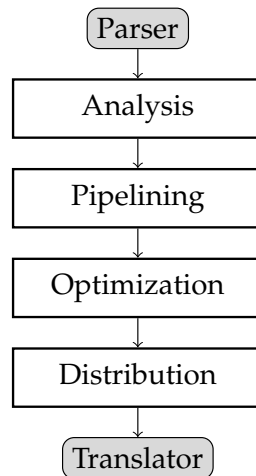 Parser
Analysis
Pipelining
Optimization
Distribution
Translator